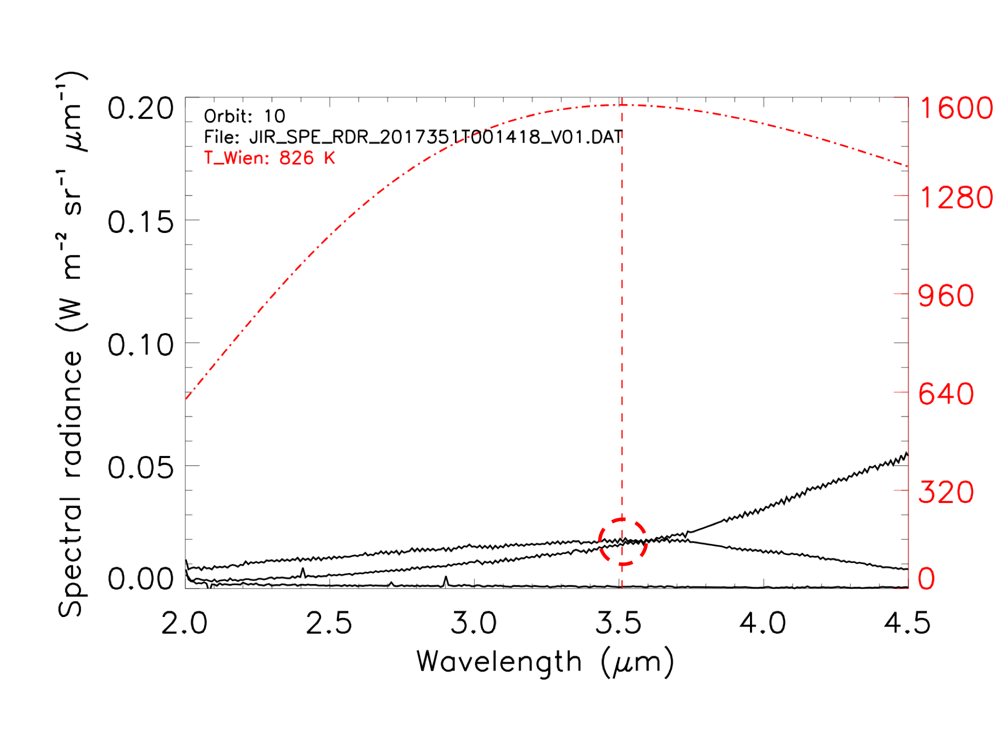 Spectral radiance (W m⁻² sr⁻¹ μm⁻¹)
0.20
0.15
0.10
0.05
0.00
Orbit: 10
File: JIR_SPE_RDR_2017351T001418_V01.DAT
T_Wien: 826 K
1600
1280
960
640
320
0
2.0 2.5 3.0 3.5 4.0 4.5
Wavelength (μm)